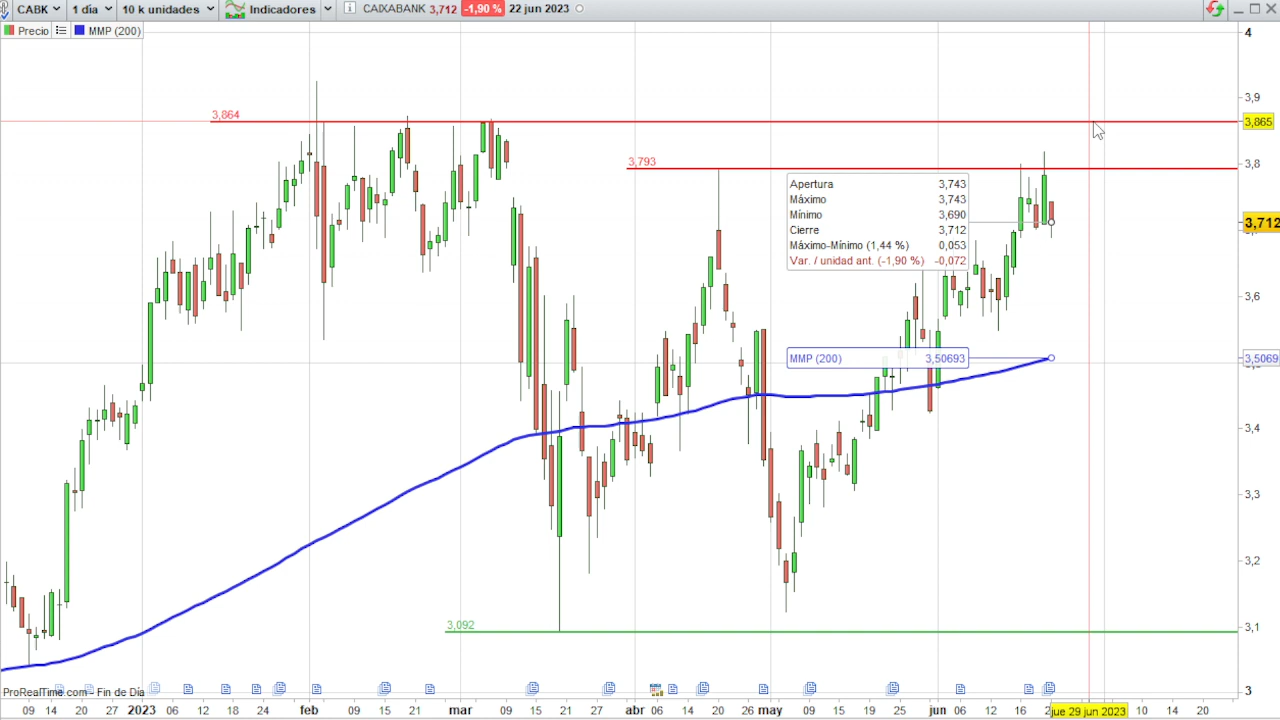 CABK 1 día 10 k unidades Indicadores CAIXABANK 3,712 -1,90 % 22 jun 2023
Precio MMP (200)
4
3,9
3,864
3,865
3,8
3,793
Apertura 3,743
Máximo 3,743
Mínimo 3,690
Cierre 3,712
Máximo-Mínimo (1,44 %) 0,053
Var. / unidad ant. (-1,90 %) -0,072
3,712
3,6
MMP (200) 3,50693
3,5069
3,4
3,3
3,2
3,092
3,1
3
ProRealTime.com - Fin de Día
09 14 20 27 2023 06 12 18 24 feb 09 15 21 27 mar 09 15 21 27 abr 06 14 20 26 may 09 15 19 25 jun 06 12 16 jue 29 jun 2023 10 14 20